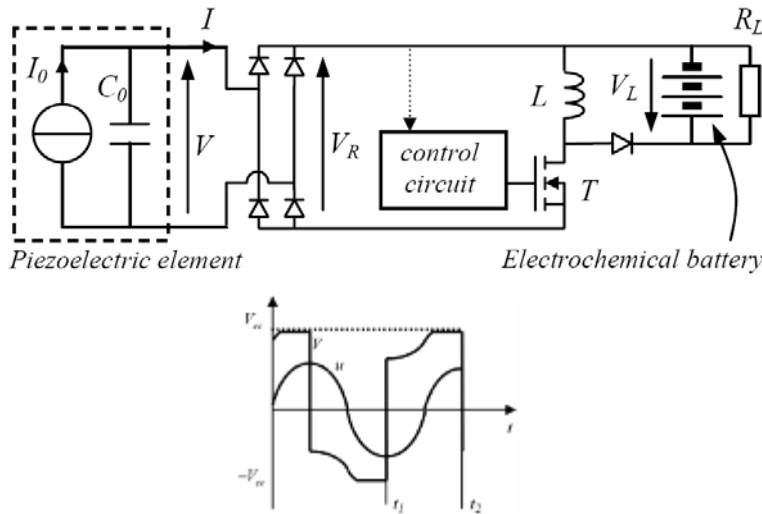 I
R_L
I_0
C_0
V
V_R
L
V_L
control
circuit
T
Piezoelectric element
Electrochemical battery
V_cc
V
u
t
-V_cc
t_1
t_2